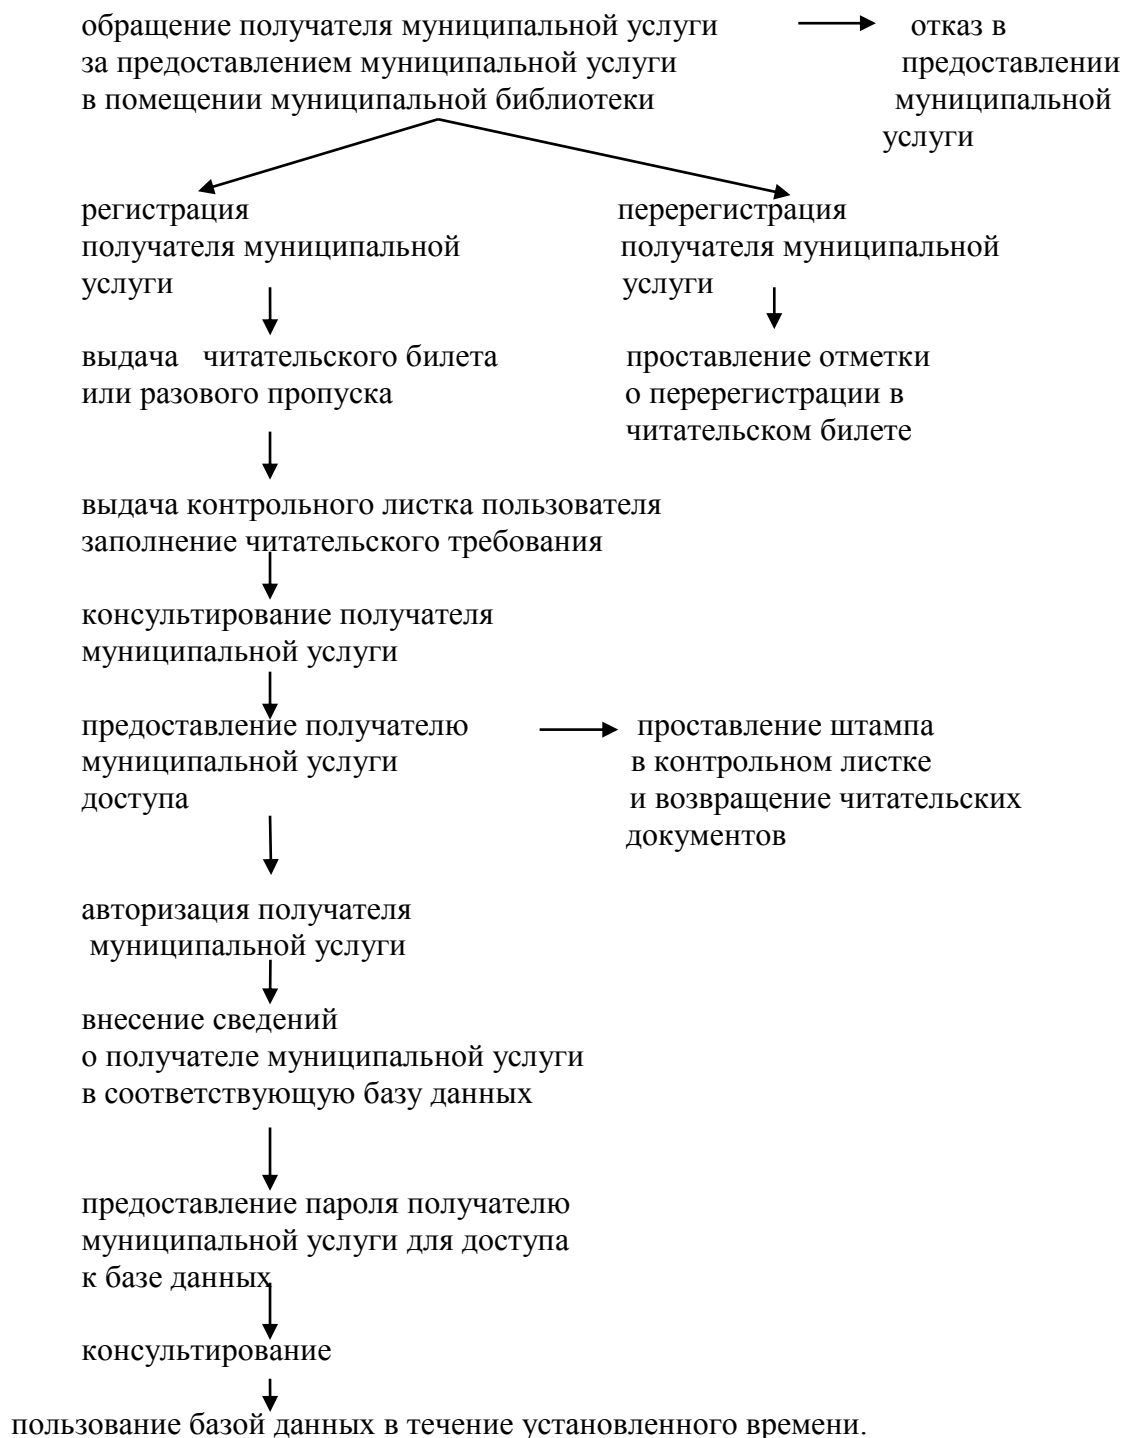 обращение получателя муниципальной услуги
за предоставлением муниципальной услуги
в помещении муниципальной библиотеки
отказ в
предоставлении
муниципальной
услуги
регистрация
получателя муниципальной
услуги
перерегистрация
получателя муниципальной
услуги
выдача читательского билета
или разового пропуска
проставление отметки
о перерегистрации в
читательском билете
выдача контрольного листка пользователя
заполнение читательского требования
консультирование получателя
муниципальной услуги
предоставление получателю
муниципальной услуги
доступа
проставление штампа
в контрольном листке
и возвращение читательских
документов
авторизация получателя
муниципальной услуги
внесение сведений
о получателе муниципальной услуги
в соответствующую базу данных
предоставление пароля получателю
муниципальной услуги для доступа
к базе данных
консультирование
пользование базой данных в течение установленного времени.